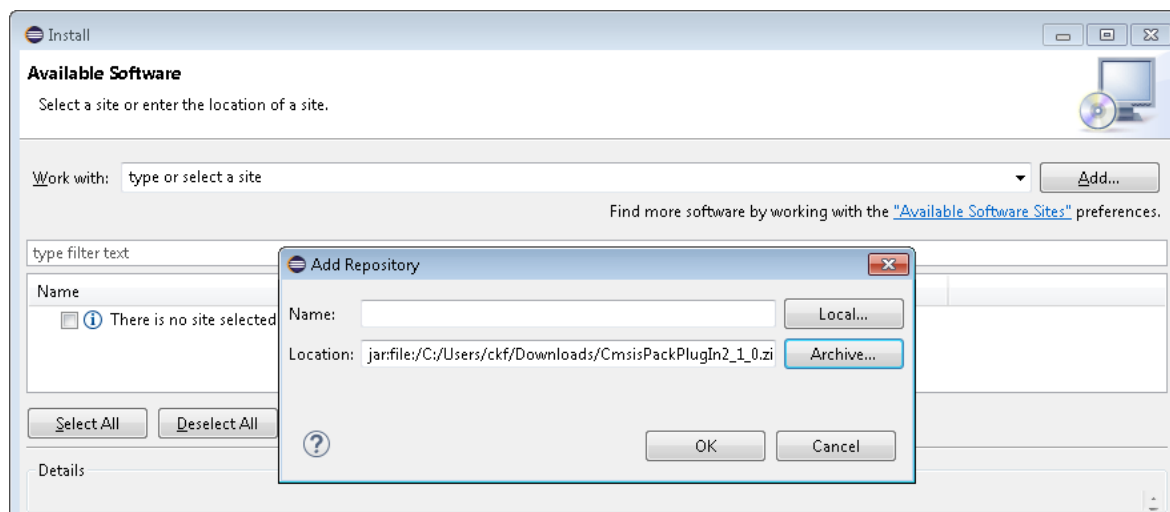 Install
Available Software
Select a site or enter the location of a site.
Work with: type or select a site Add...
Find more software by working with the "Available Software Sites" preferences.
type filter text
Add Repository
Name
Name: Local...
There is no site selected
Location: jar:file:/C:/Users/ckf/Downloads/CmsisPackPlugIn2_1_0.zi Archive...
Select All Deselect All
? OK Cancel
Details